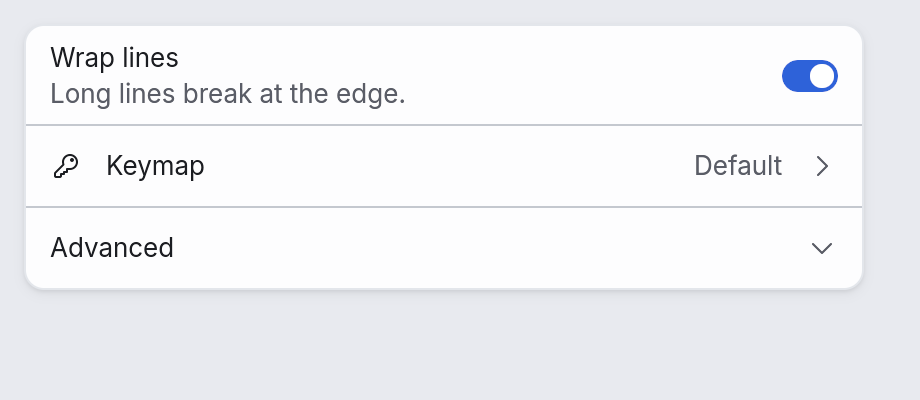 Wrap lines
Long lines break at the edge.
Keymap Default
Advanced